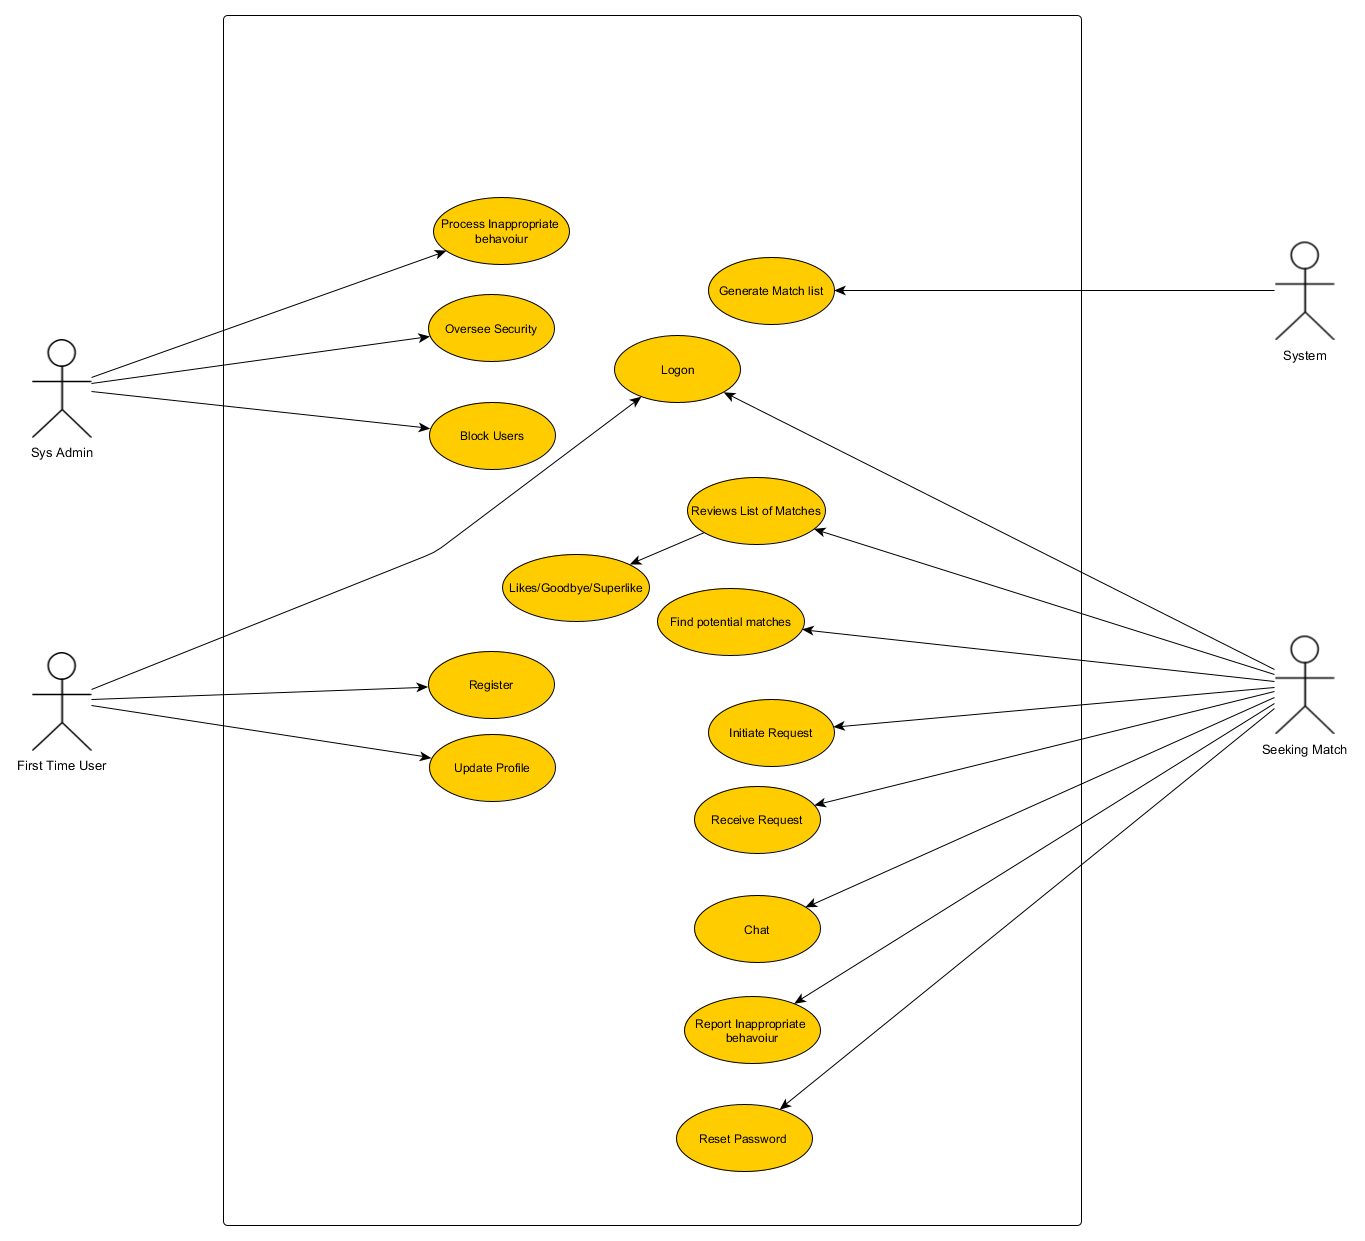 Process Inappropriate
behavoiur
Generate Match list
Oversee Security
System
Logon
Block Users
Sys Admin
Reviews List of Matches
Likes/Goodbye/Superlike
Find potential matches
Register
Initiate Request
Seeking Match
First Time User
Update Profile
Receive Request
Chat
Report Inappropriate
behavoiur
Reset Password